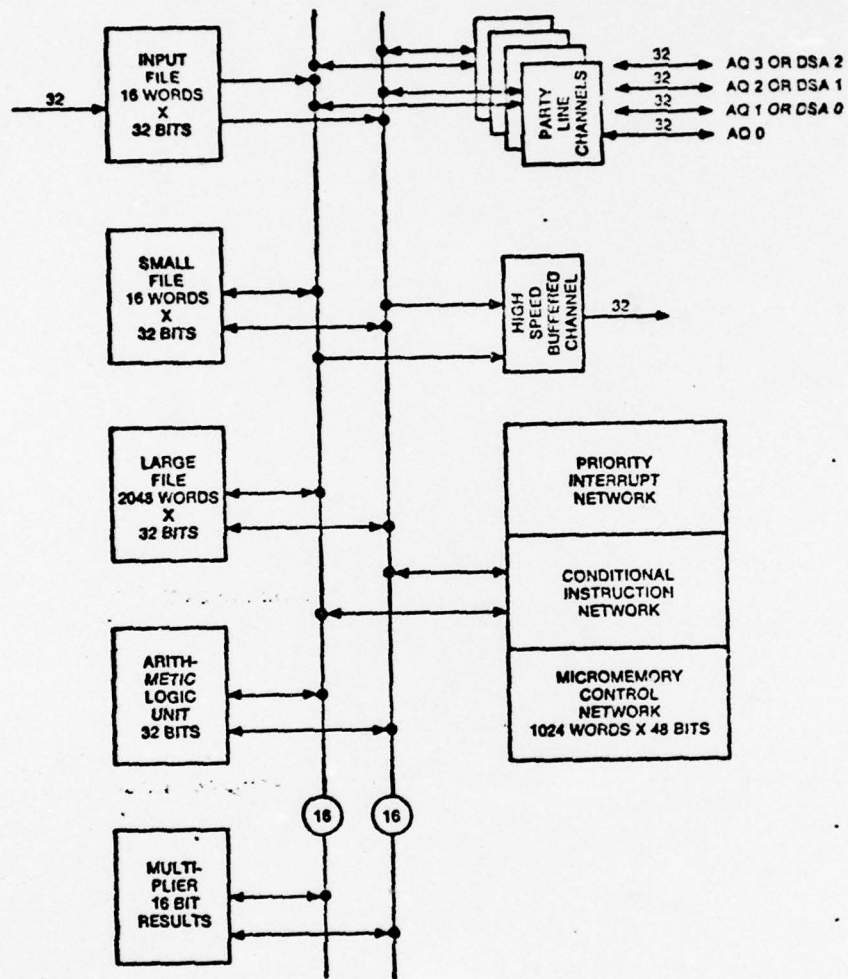 INPUT
FILE
16 WORDS
X
32 BITS
32
PARTY
LINE
CHANNELS
32
AQ 3 OR DSA 2
32
AQ 2 OR DSA 1
32
AQ 1 OR DSA 0
32
AQ 0
SMALL
FILE
16 WORDS
X
32 BITS
HIGH
SPEED
BUFFERED
CHANNEL
32
LARGE
FILE
2048 WORDS
X
32 BITS
PRIORITY
INTERRUPT
NETWORK
CONDITIONAL
INSTRUCTION
NETWORK
MICROMEMORY
CONTROL
NETWORK
1024 WORDS X 48 BITS
ARITH-
METIC
LOGIC
UNIT
32 BITS
16
16
MULTI-
PLIER
16 BIT
RESULTS